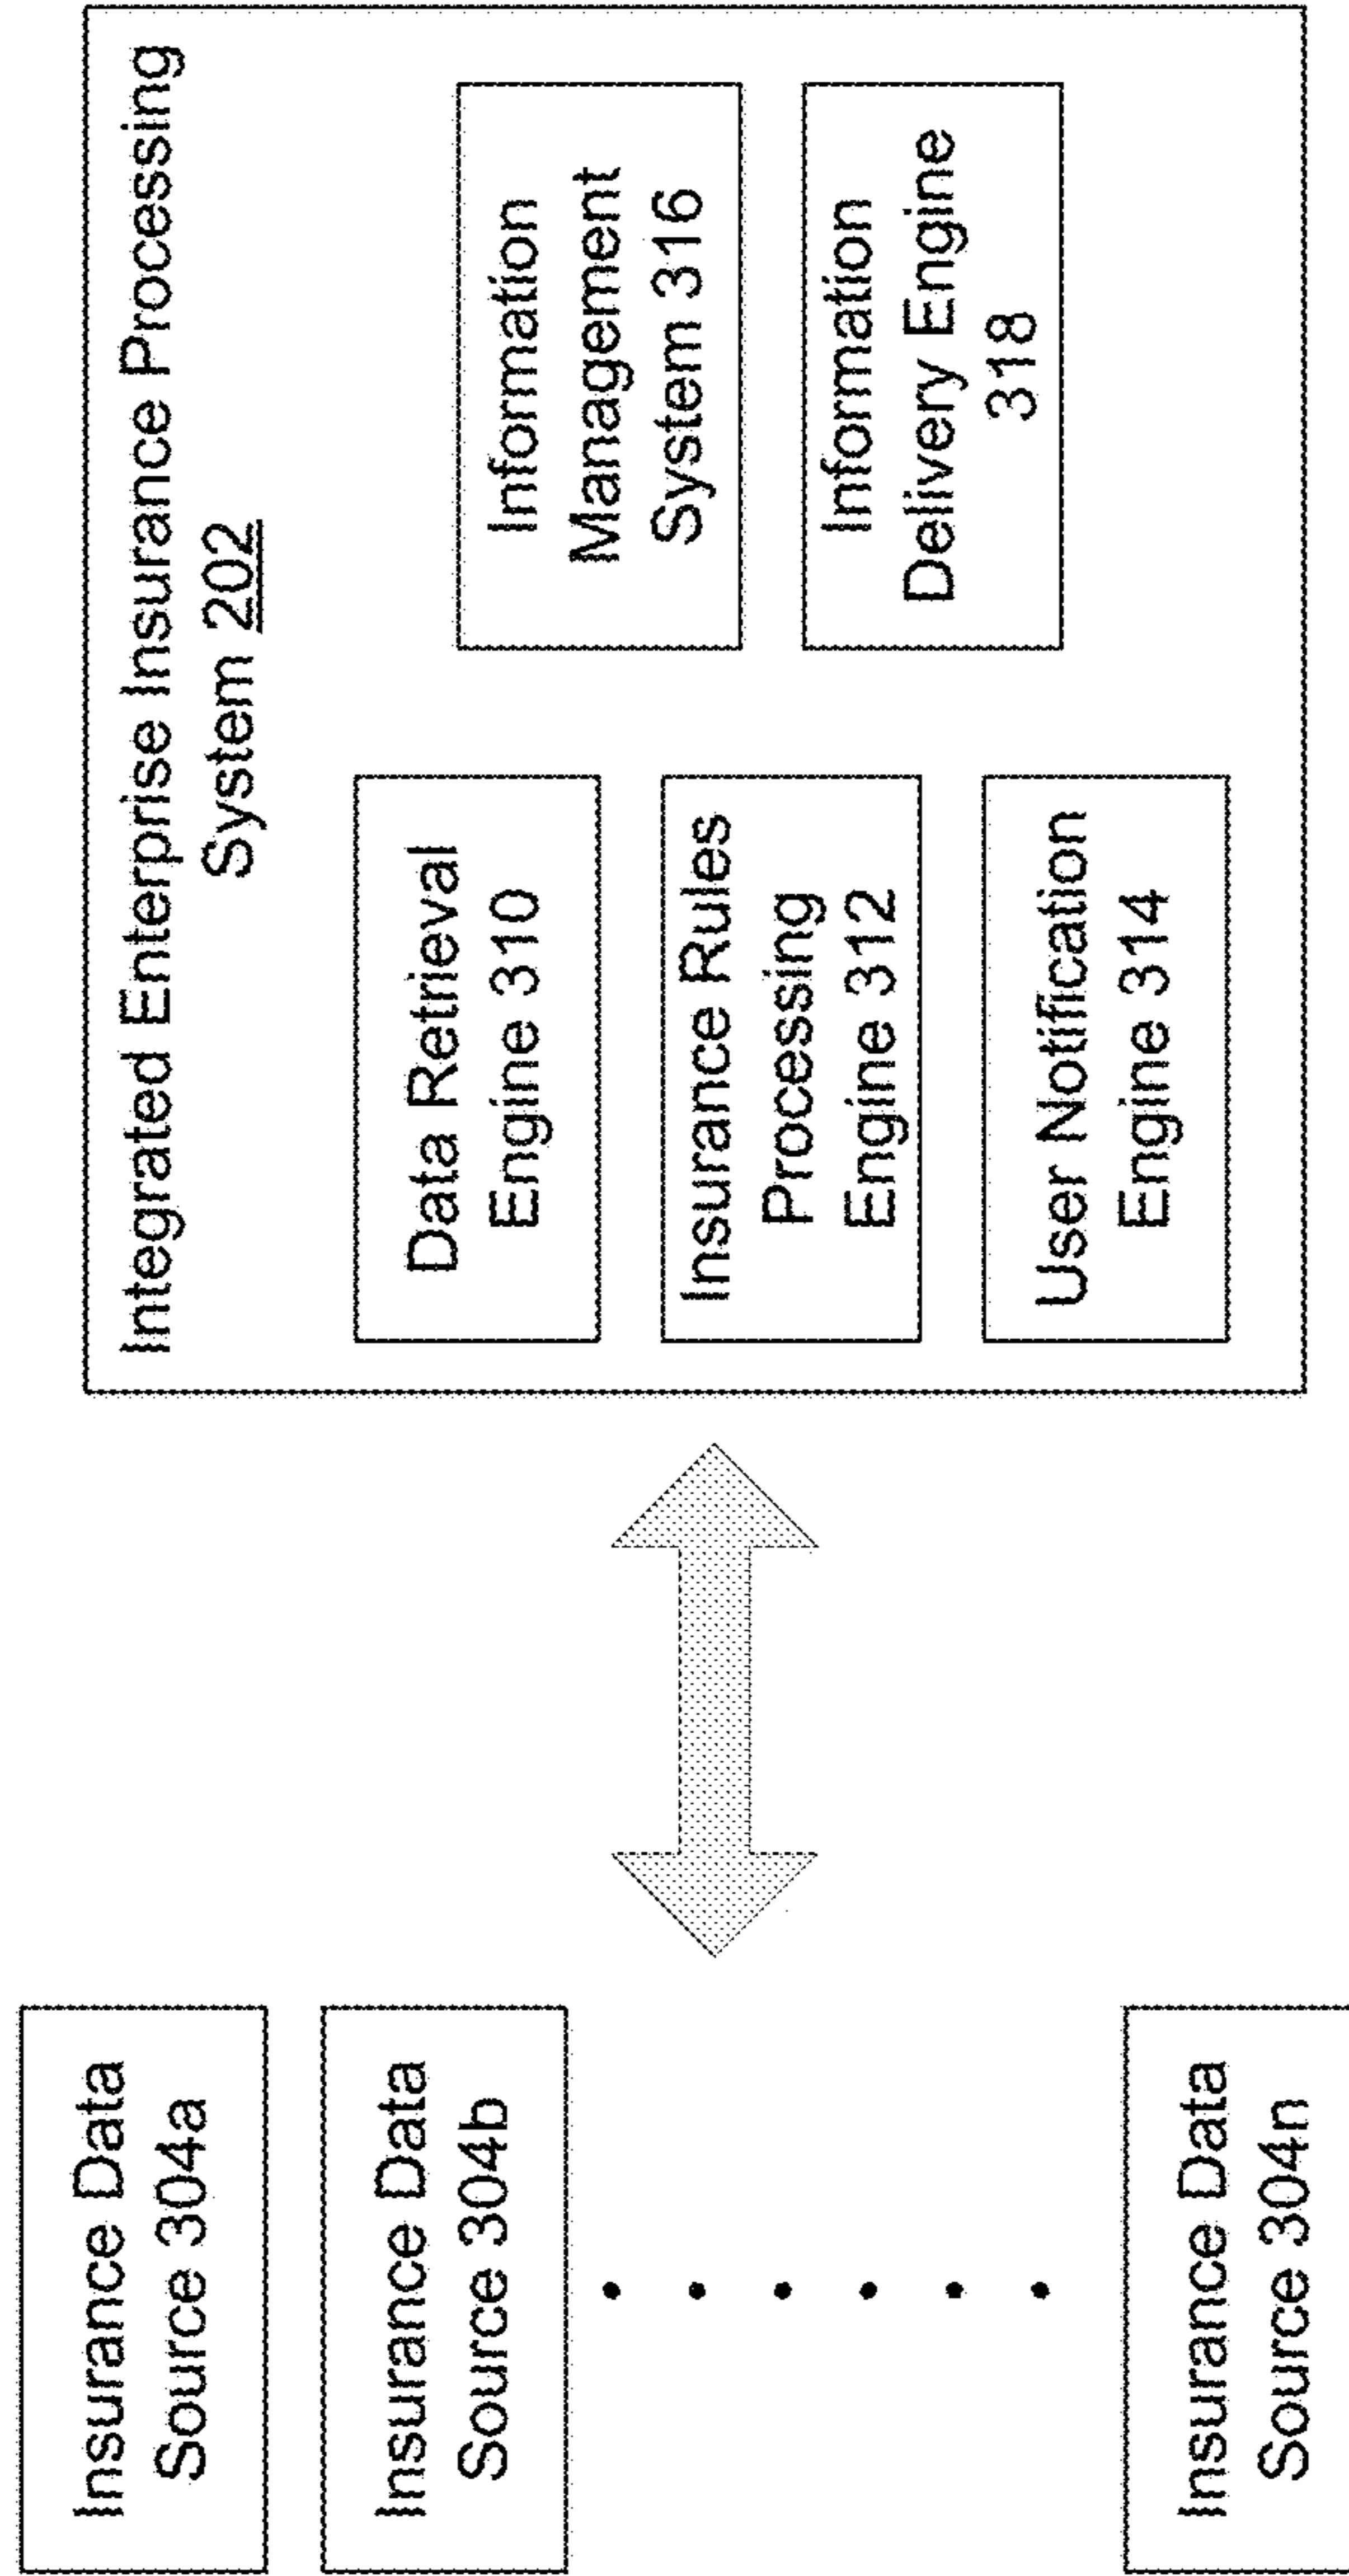 Insurance Data
Source 304a
Insurance Data
Source 304b
Insurance Data
Source 304n
Integrated Enterprise Insurance Processing
System 202
Data Retrieval
Engine 310
Insurance Rules
Processing
Engine 312
User Notification
Engine 314
Information
Management
System 316
Information
Delivery Engine
318